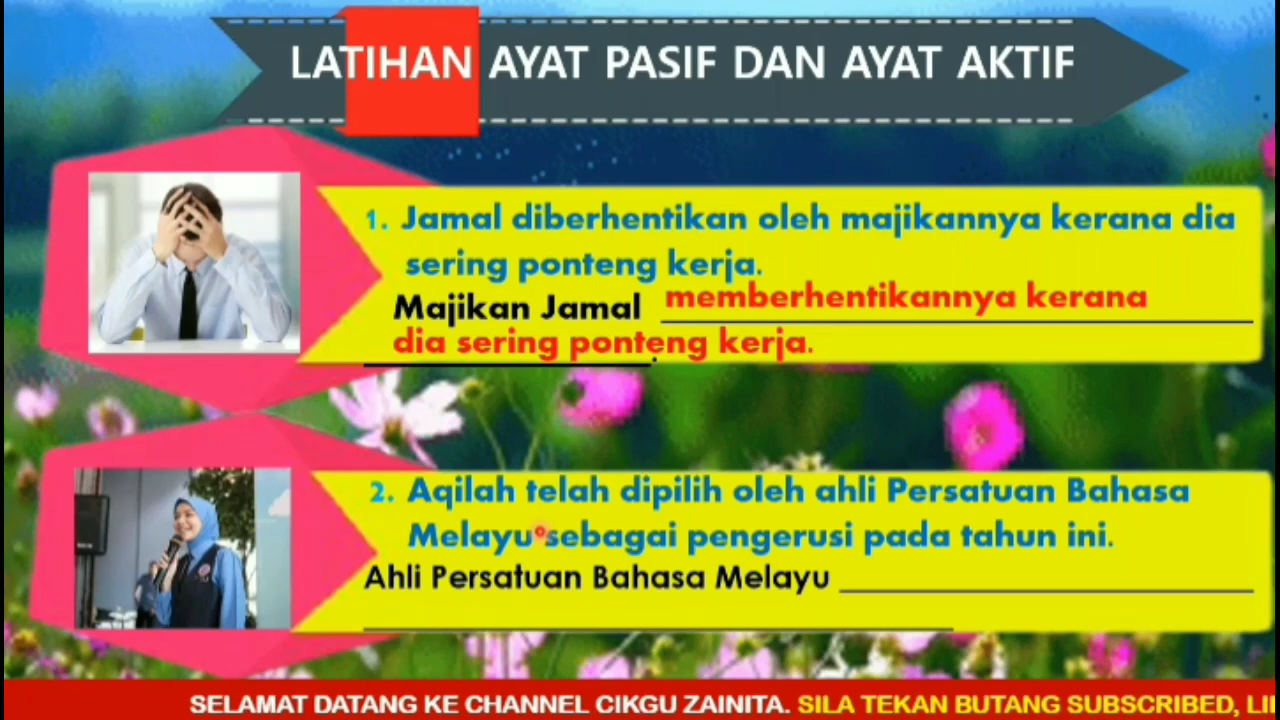 LATIHAN AYAT PASIF DAN AYAT AKTIF
1. Jamal diberhentikan oleh majikannya kerana dia
sering ponteng kerja.
Majikan Jamal memberhentikannya kerana
dia sering ponteng kerja.
2. Aqilah telah dipilih oleh ahli Persatuan Bahasa
Melayu sebagai pengerusi pada tahun ini.
Ahli Persatuan Bahasa Melayu
SELAMAT DATANG KE CHANNEL CIKGU ZAINITA. SILA TEKAN BUTANG SUBSCRIBED,